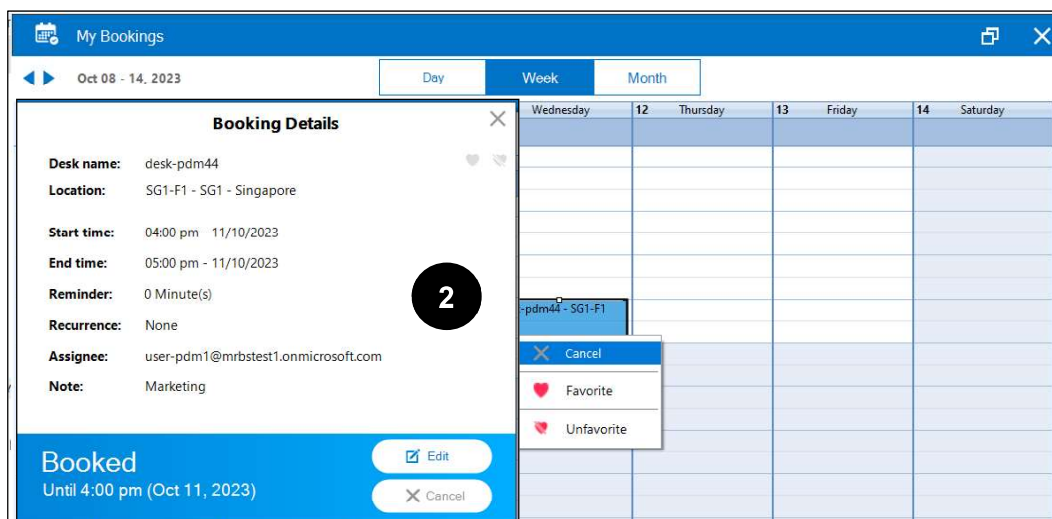 My Bookings
Oct 08 - 14, 2023
Day Week Month
Wednesday 12 Thursday 13 Friday 14 Saturday
Booking Details
Desk name: desk-pdm44
Location: SG1-F1 - SG1 - Singapore
Start time: 04:00 pm 11/10/2023
End time: 05:00 pm - 11/10/2023
Reminder: 0 Minute(s)
Recurrence: None
Assignee: user-pdm1@mrbstest1.onmicrosoft.com
Note: Marketing
2
-pdm44 - SG1-F1
Cancel
Favorite
Unfavorite
Booked
Until 4:00 pm (Oct 11, 2023)
Edit
Cancel